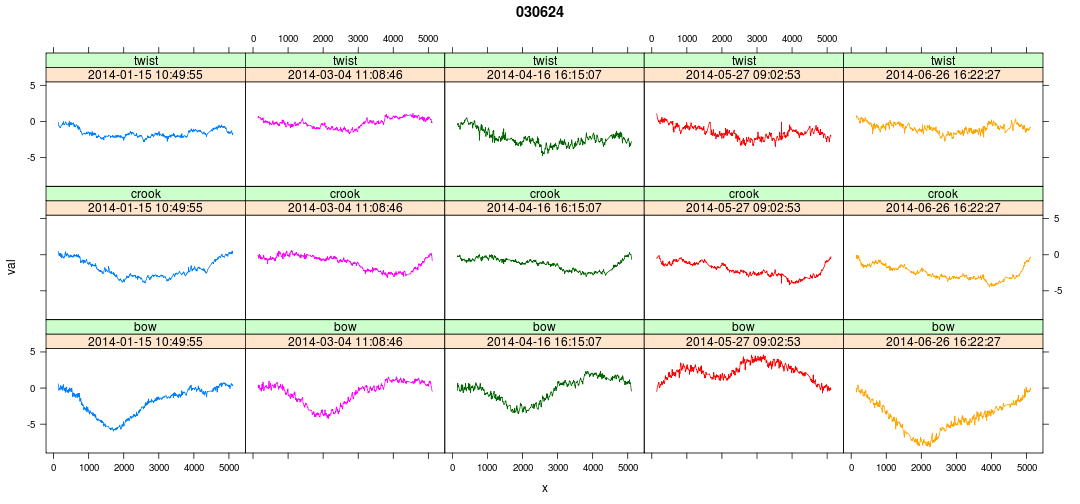 030624
0 1000 2000 3000 4000 5000 0 1000 2000 3000 4000 5000
twist twist twist twist twist
2014-01-15 10:49:55 2014-03-04 11:08:46 2014-04-16 16:15:07 2014-05-27 09:02:53 2014-06-26 16:22:27
5
0
-5
crook crook crook crook crook
2014-01-15 10:49:55 2014-03-04 11:08:46 2014-04-16 16:15:07 2014-05-27 09:02:53 2014-06-26 16:22:27
5
0
-5
val
bow bow bow bow bow
2014-01-15 10:49:55 2014-03-04 11:08:46 2014-04-16 16:15:07 2014-05-27 09:02:53 2014-06-26 16:22:27
5
0
-5
0 1000 2000 3000 4000 5000 0 1000 2000 3000 4000 5000 0 1000 2000 3000 4000 5000
x